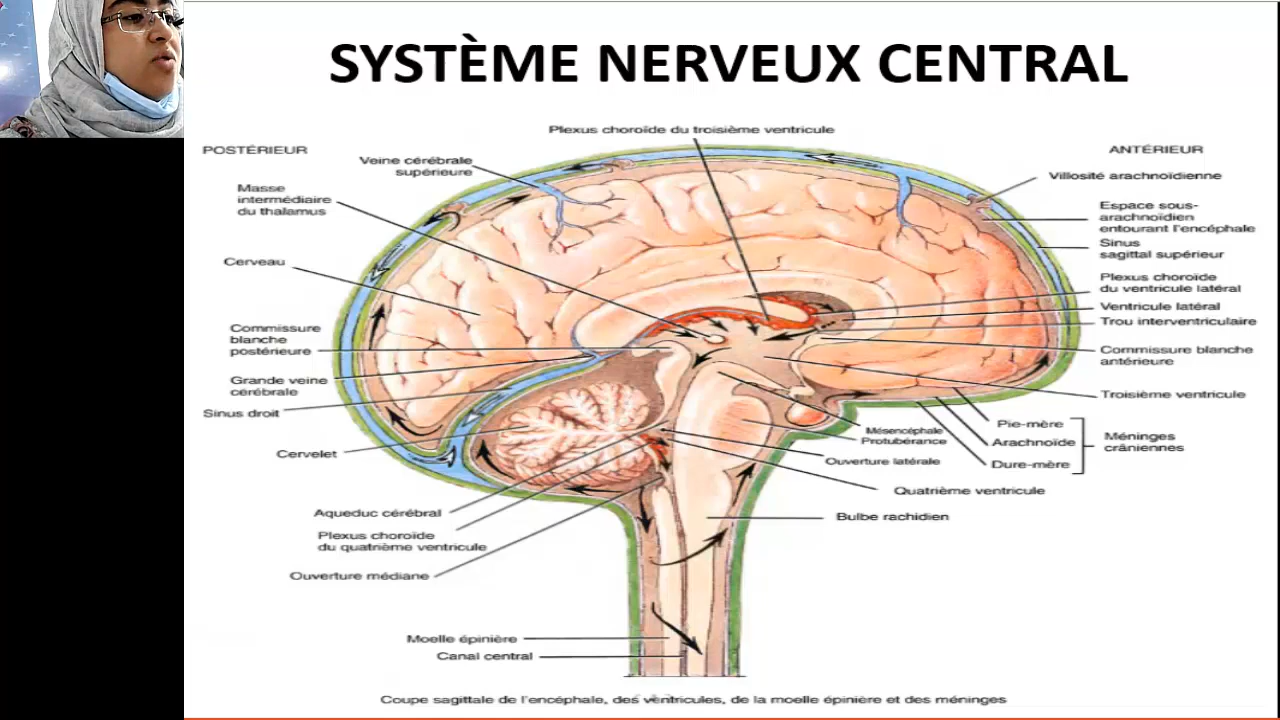 SYSTÈME NERVEUX CENTRAL
Plexus choroïde du troisième ventricule
POSTÉRIEUR
ANTÉRIEUR
Veine cérébrale
supérieure
Masse
intermédiaire
du thalamus
Cerveau
Commissure
blanche
postérieure
Grande veine
cérébrale
Sinus droit
Cervelet
Aqueduc cérébral
Plexus choroïde
du quatrième ventricule
Ouverture médiane
Moelle épinière
Canal central
Villosité arachnoïdienne
Espace sous-
arachnoïdien
entourant l'encéphale
Sinus
sagittal supérieur
Plexus choroïde
du ventricule latéral
Ventricule latéral
Trou interventriculaire
Commissure blanche
antérieure
Troisième ventricule
Pie-mère
Arachnoïde
Dure-mère
Méninges
crâniennes
Mésencéphale
Protubérance
Ouverture latérale
Quatrième ventricule
Bulbe rachidien
Coupe sagittale de l'encéphale, des ventricules, de la moelle épinière et des méninges